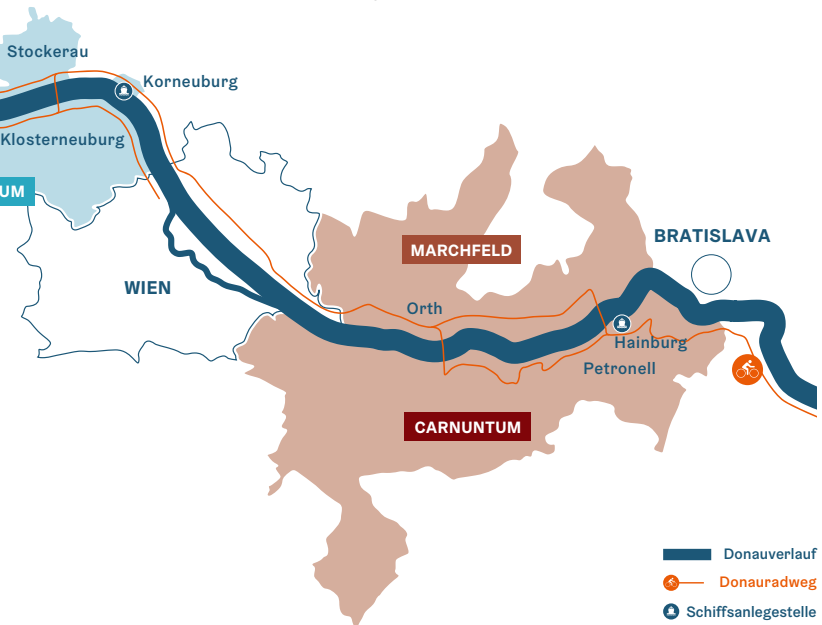 Stockerau
Korneuburg
Klosterneuburg
UM
BRATISLAVA
MARCHFELD
WIEN
Orth
Hainburg
Petronell
CARNUNTUM
Donauverlauf
Donauradweg
Schiffsanlegestelle